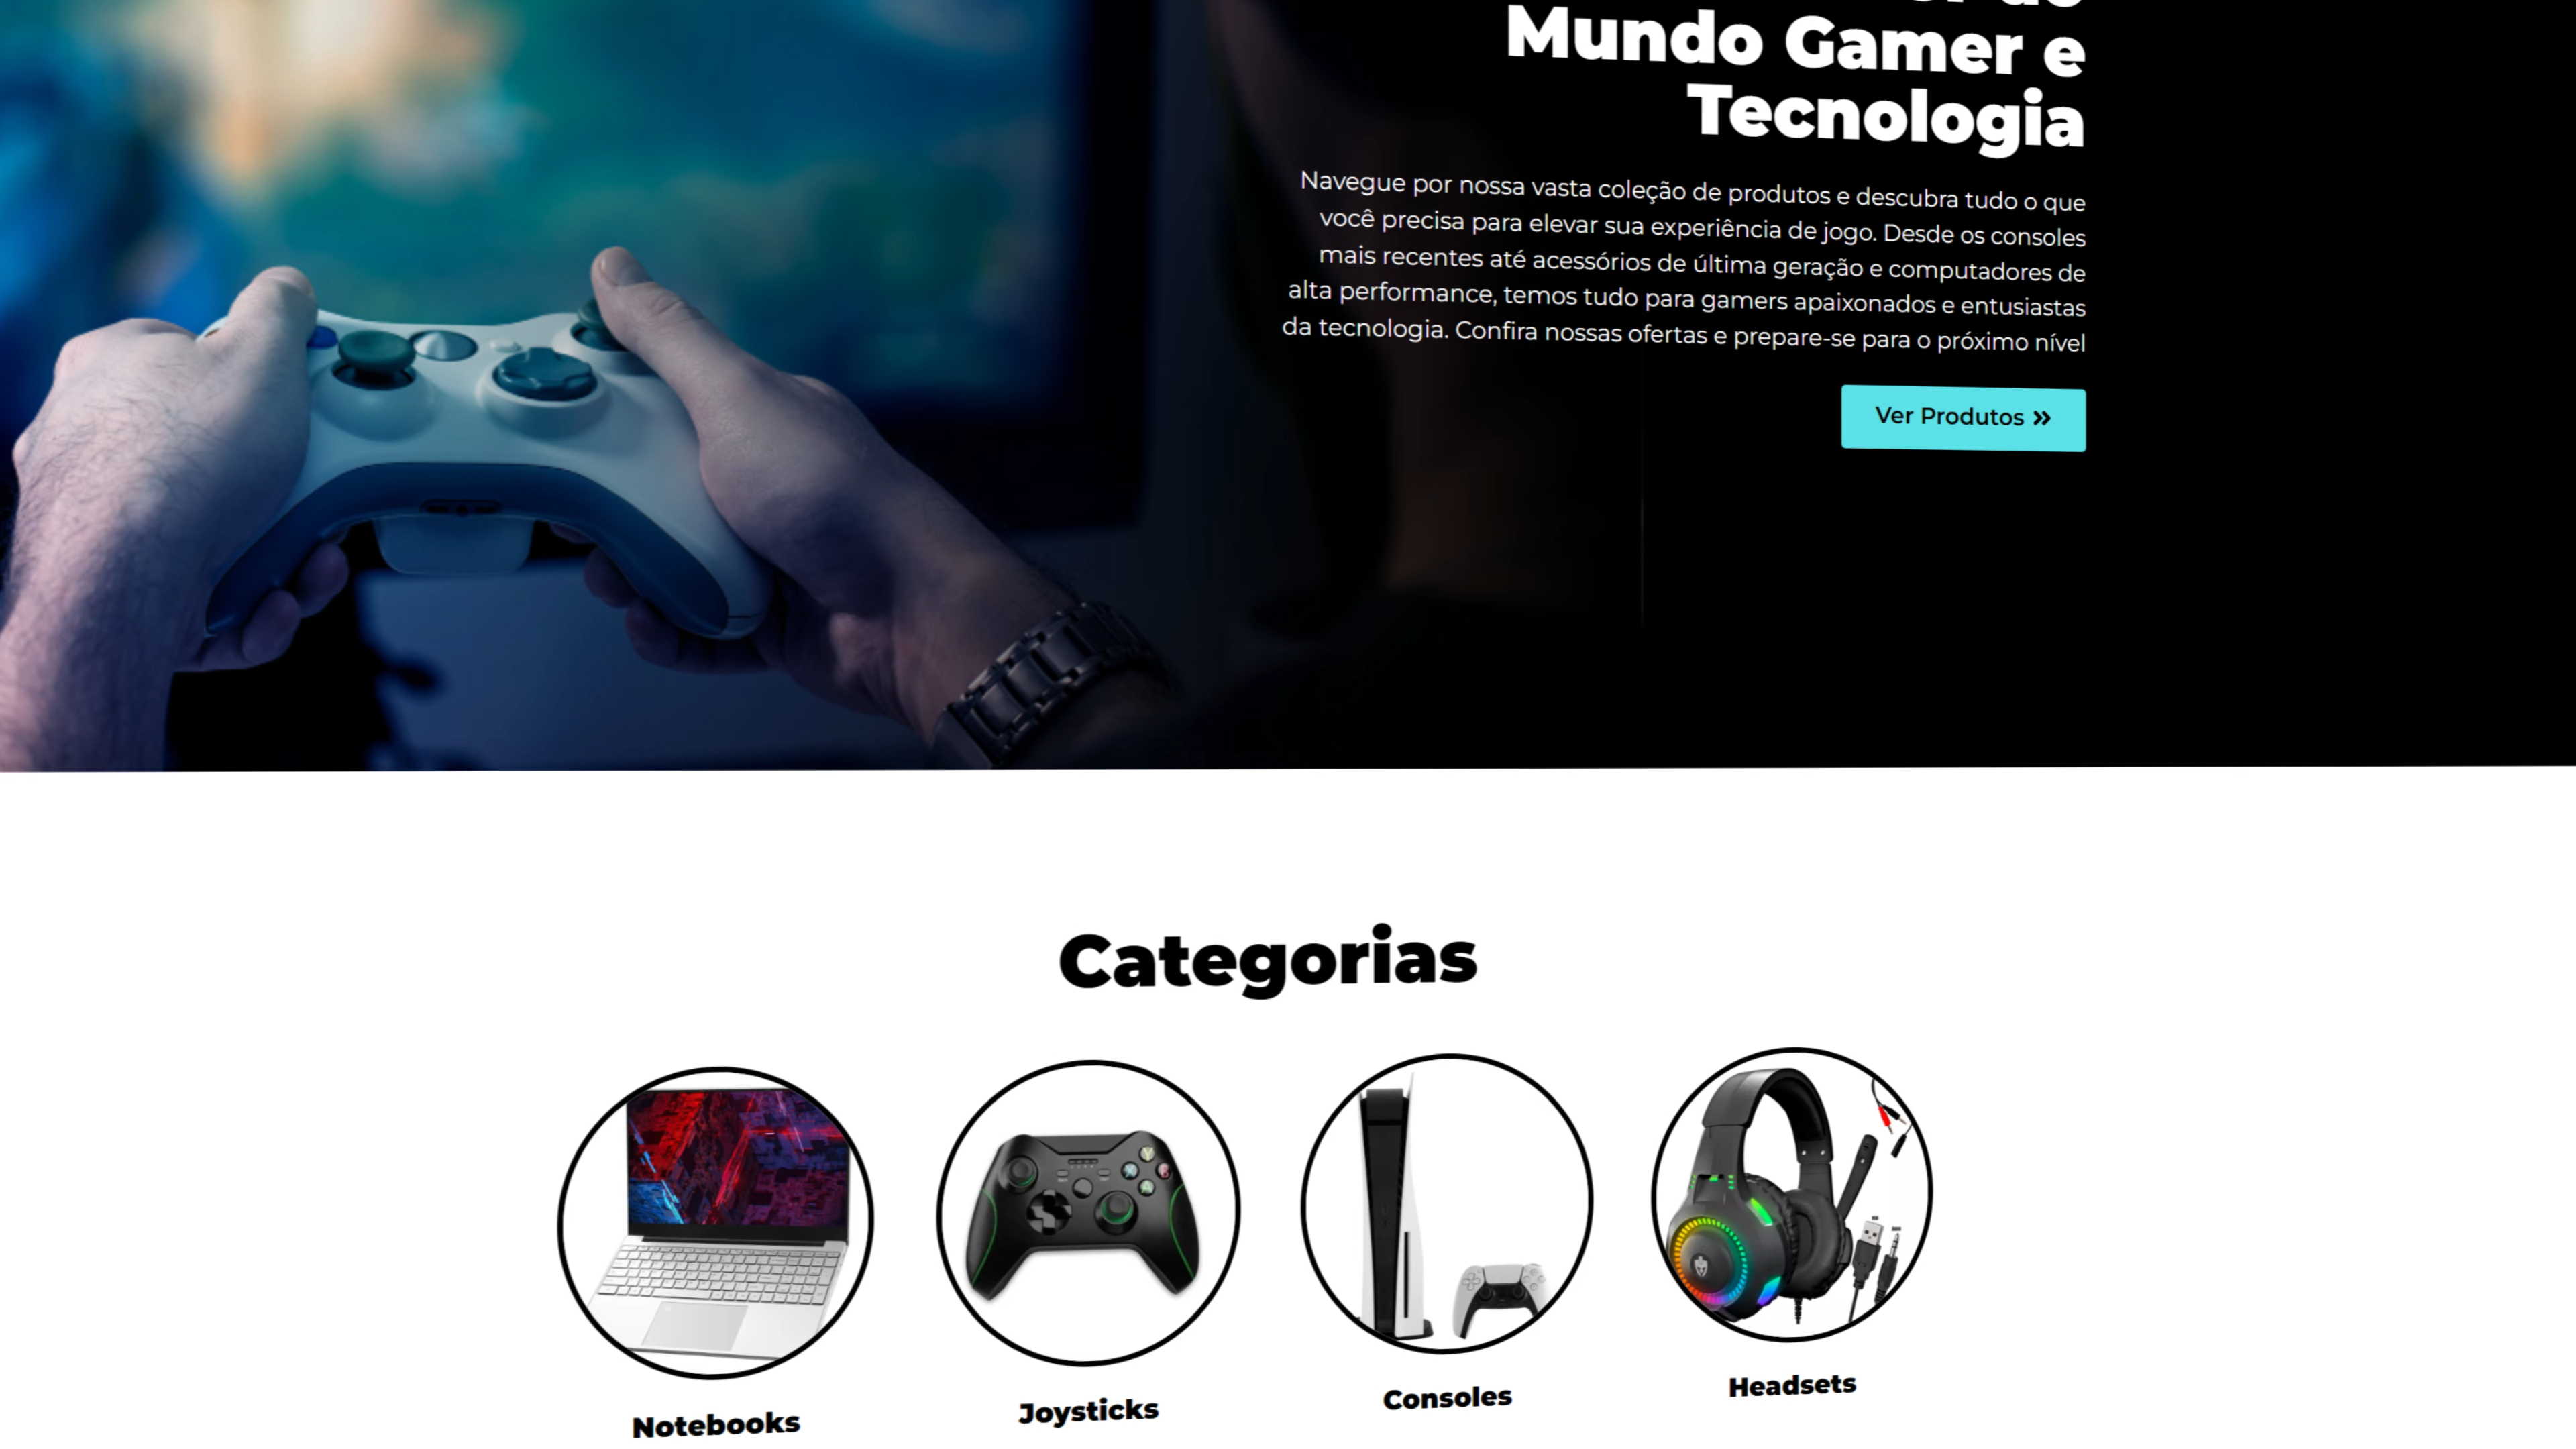 Mundo Gamer e
Tecnologia
Navegue por nossa vasta coleção de produtos e descubra tudo o que
você precisa para elevar sua experiência de jogo. Desde os consoles
mais recentes até acessórios de última geração e computadores de
alta performance, temos tudo para gamers apaixonados e entusiastas
da tecnologia. Confira nossas ofertas e prepare-se para o próximo nível
Ver Produtos »
Categorias
Y
X B
A
Notebooks
Joysticks
Consoles
Headsets